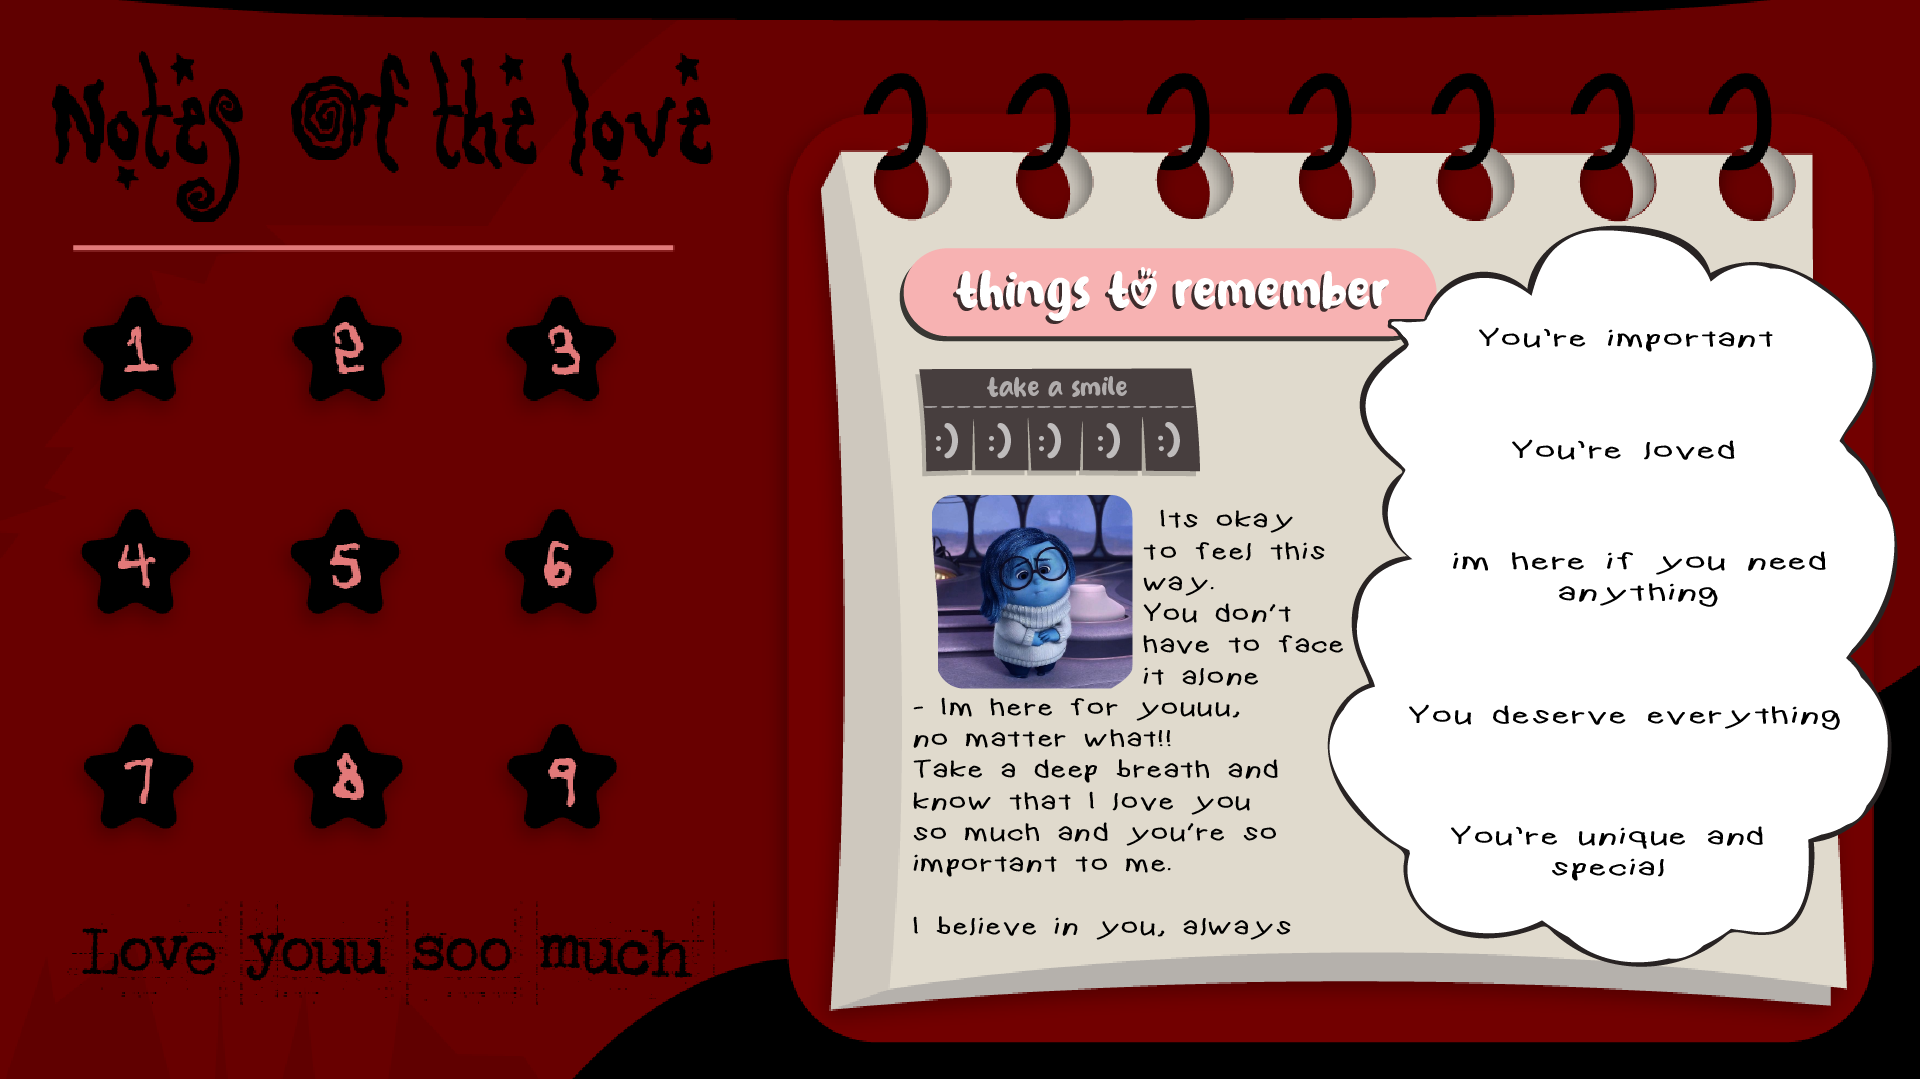 Notes Of the love
1 2 3
4 5 6
7 8 9
Love youu soo much
things to remember
take a smile
:) :) :) :) :)
Its okay
to feel this
way.
You don't
have to face
it alone
- Im here for youuu,
no matter what!!
Take a deep breath and
know that I love you
so much and you're so
important to me.
I believe in you, always
You're important
You're loved
im here if you need
anything
You deserve everything
You're unique and
special